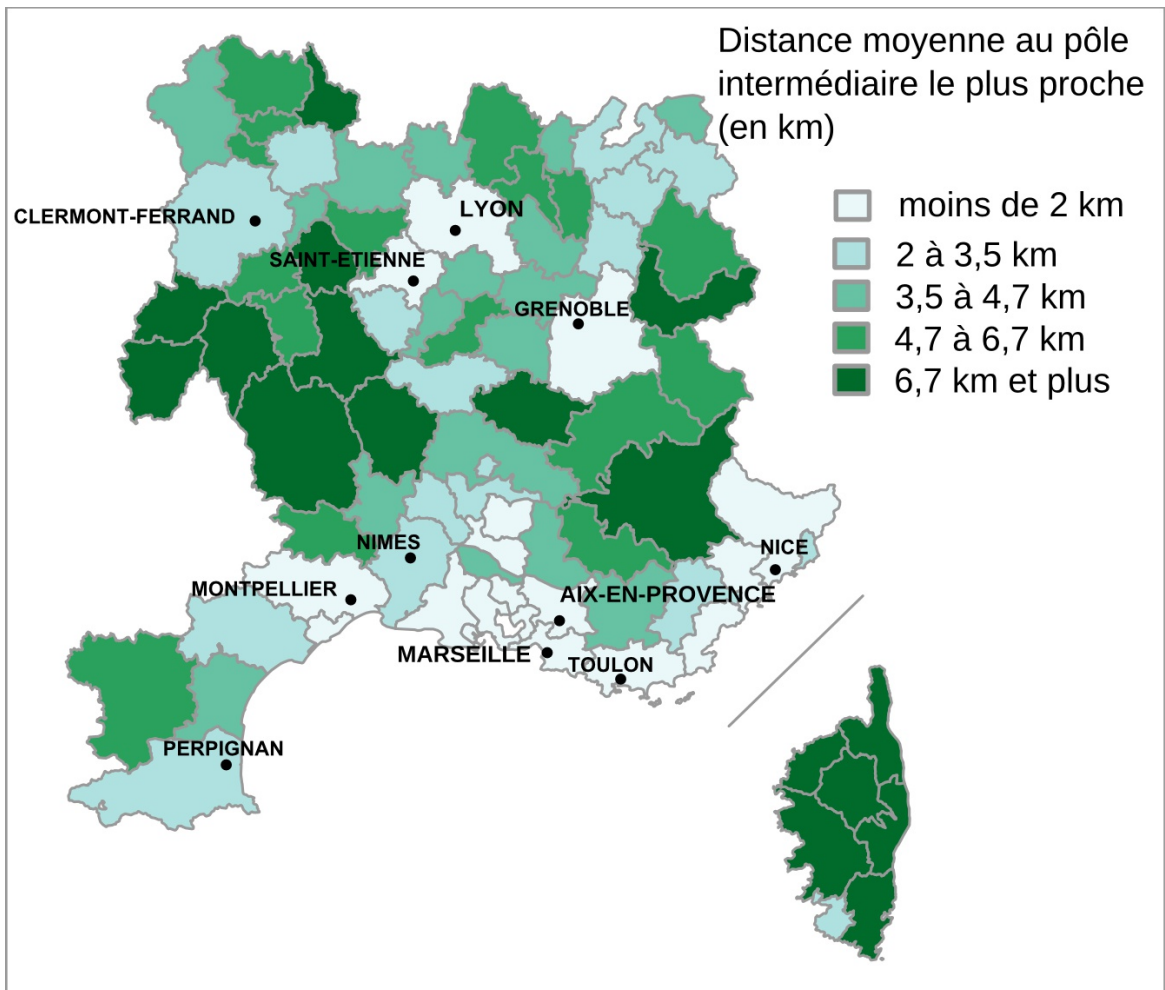 Distance moyenne au pôle
intermédiaire le plus proche
(en km)
moins de 2 km
2 à 3,5 km
3,5 à 4,7 km
4,7 à 6,7 km
6,7 km et plus
CLERMONT-FERRAND
LYON
SAINT-ETIENNE
GRENOBLE
NIMES
NICE
MONTPELLIER
AIX-EN-PROVENCE
MARSEILLE
TOULON
PERPIGNAN